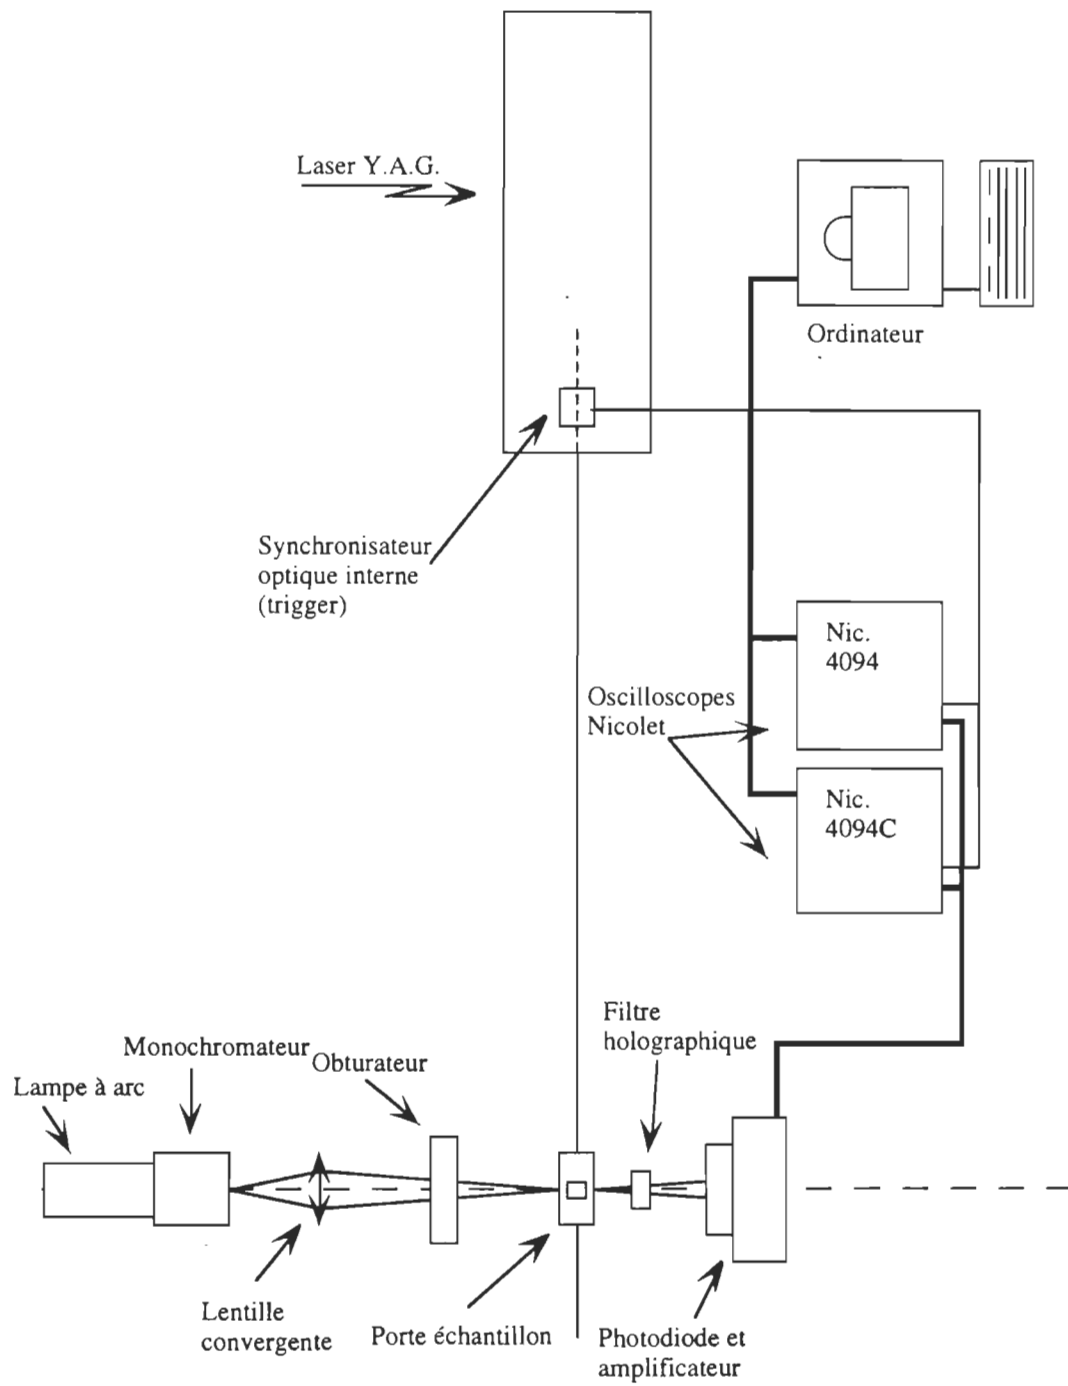 Laser Y.A.G.
Ordinateur
Synchronisateur
optique interne
(trigger)
Nic.
4094
Oscilloscopes
Nicolet
Nic.
4094C
Filtre
holographique
Monochromateur
Obturateur
Lampe à arc
Lentille
convergente
Porte échantillon
Photodiode et
amplificateur